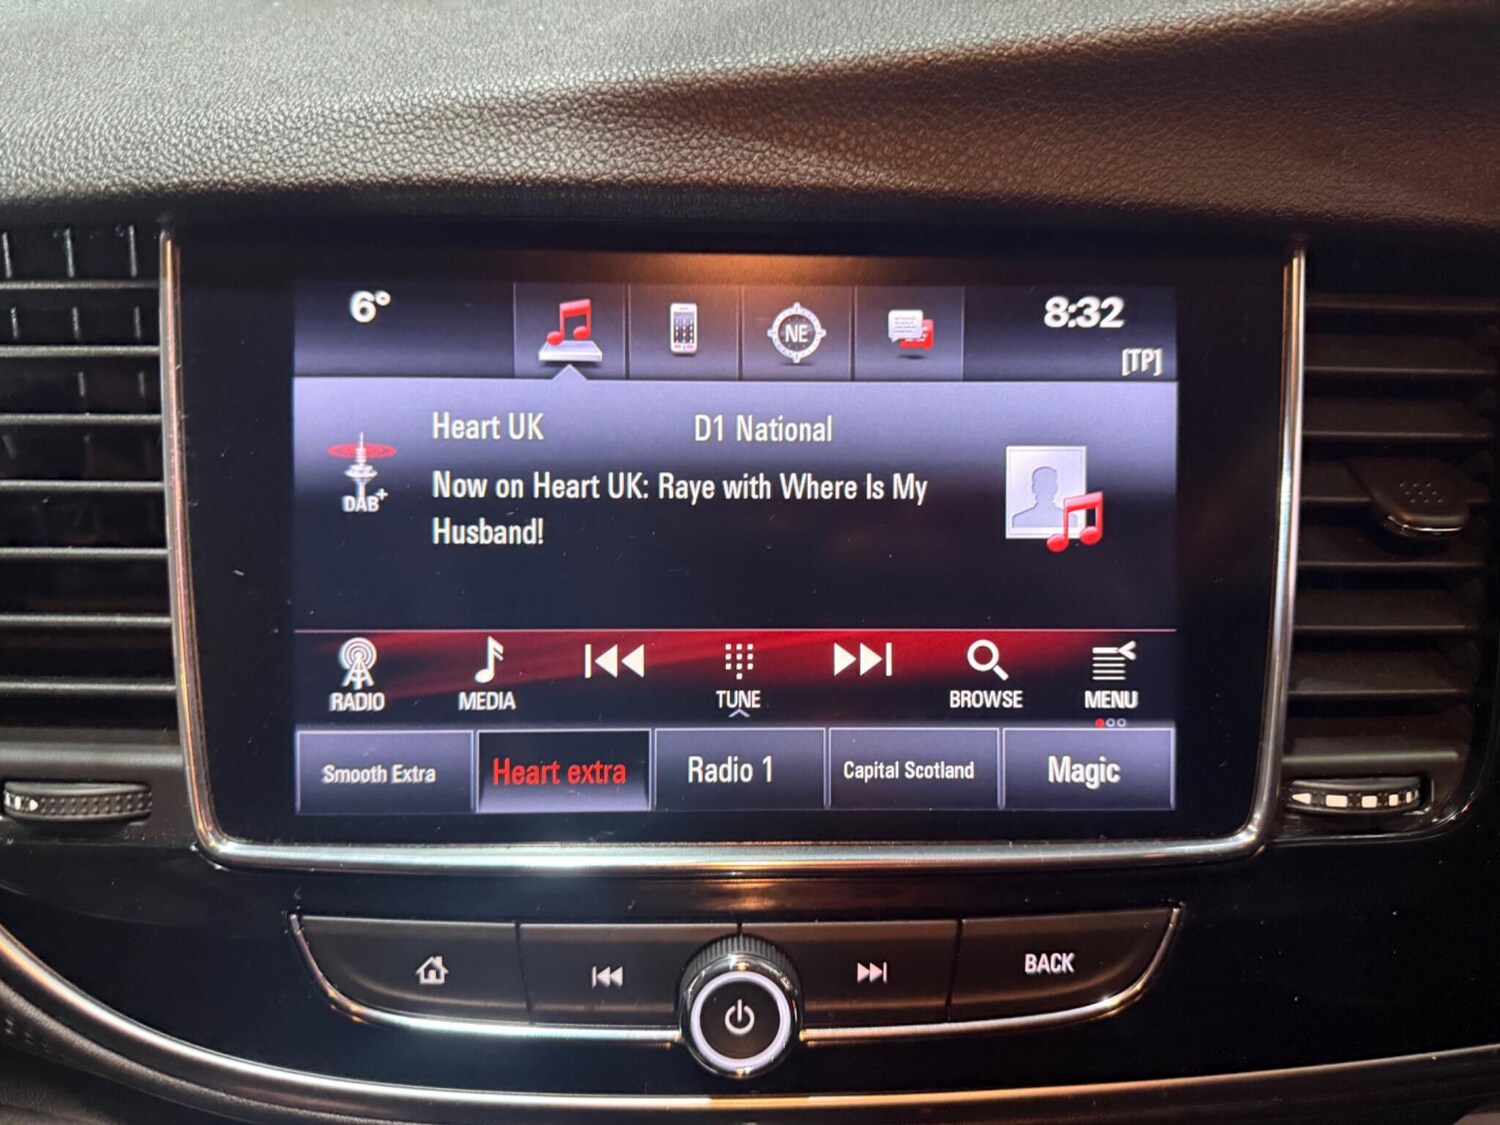 6°
NE
8:32
[TP]
Heart UK
D1 National
DAB+
Now on Heart UK: Raye with Where Is My
Husband!
RADIO
MEDIA
TUNE
BROWSE
MENU
Smooth Extra
Heart extra
Radio 1
Capital Scotland
Magic
BACK